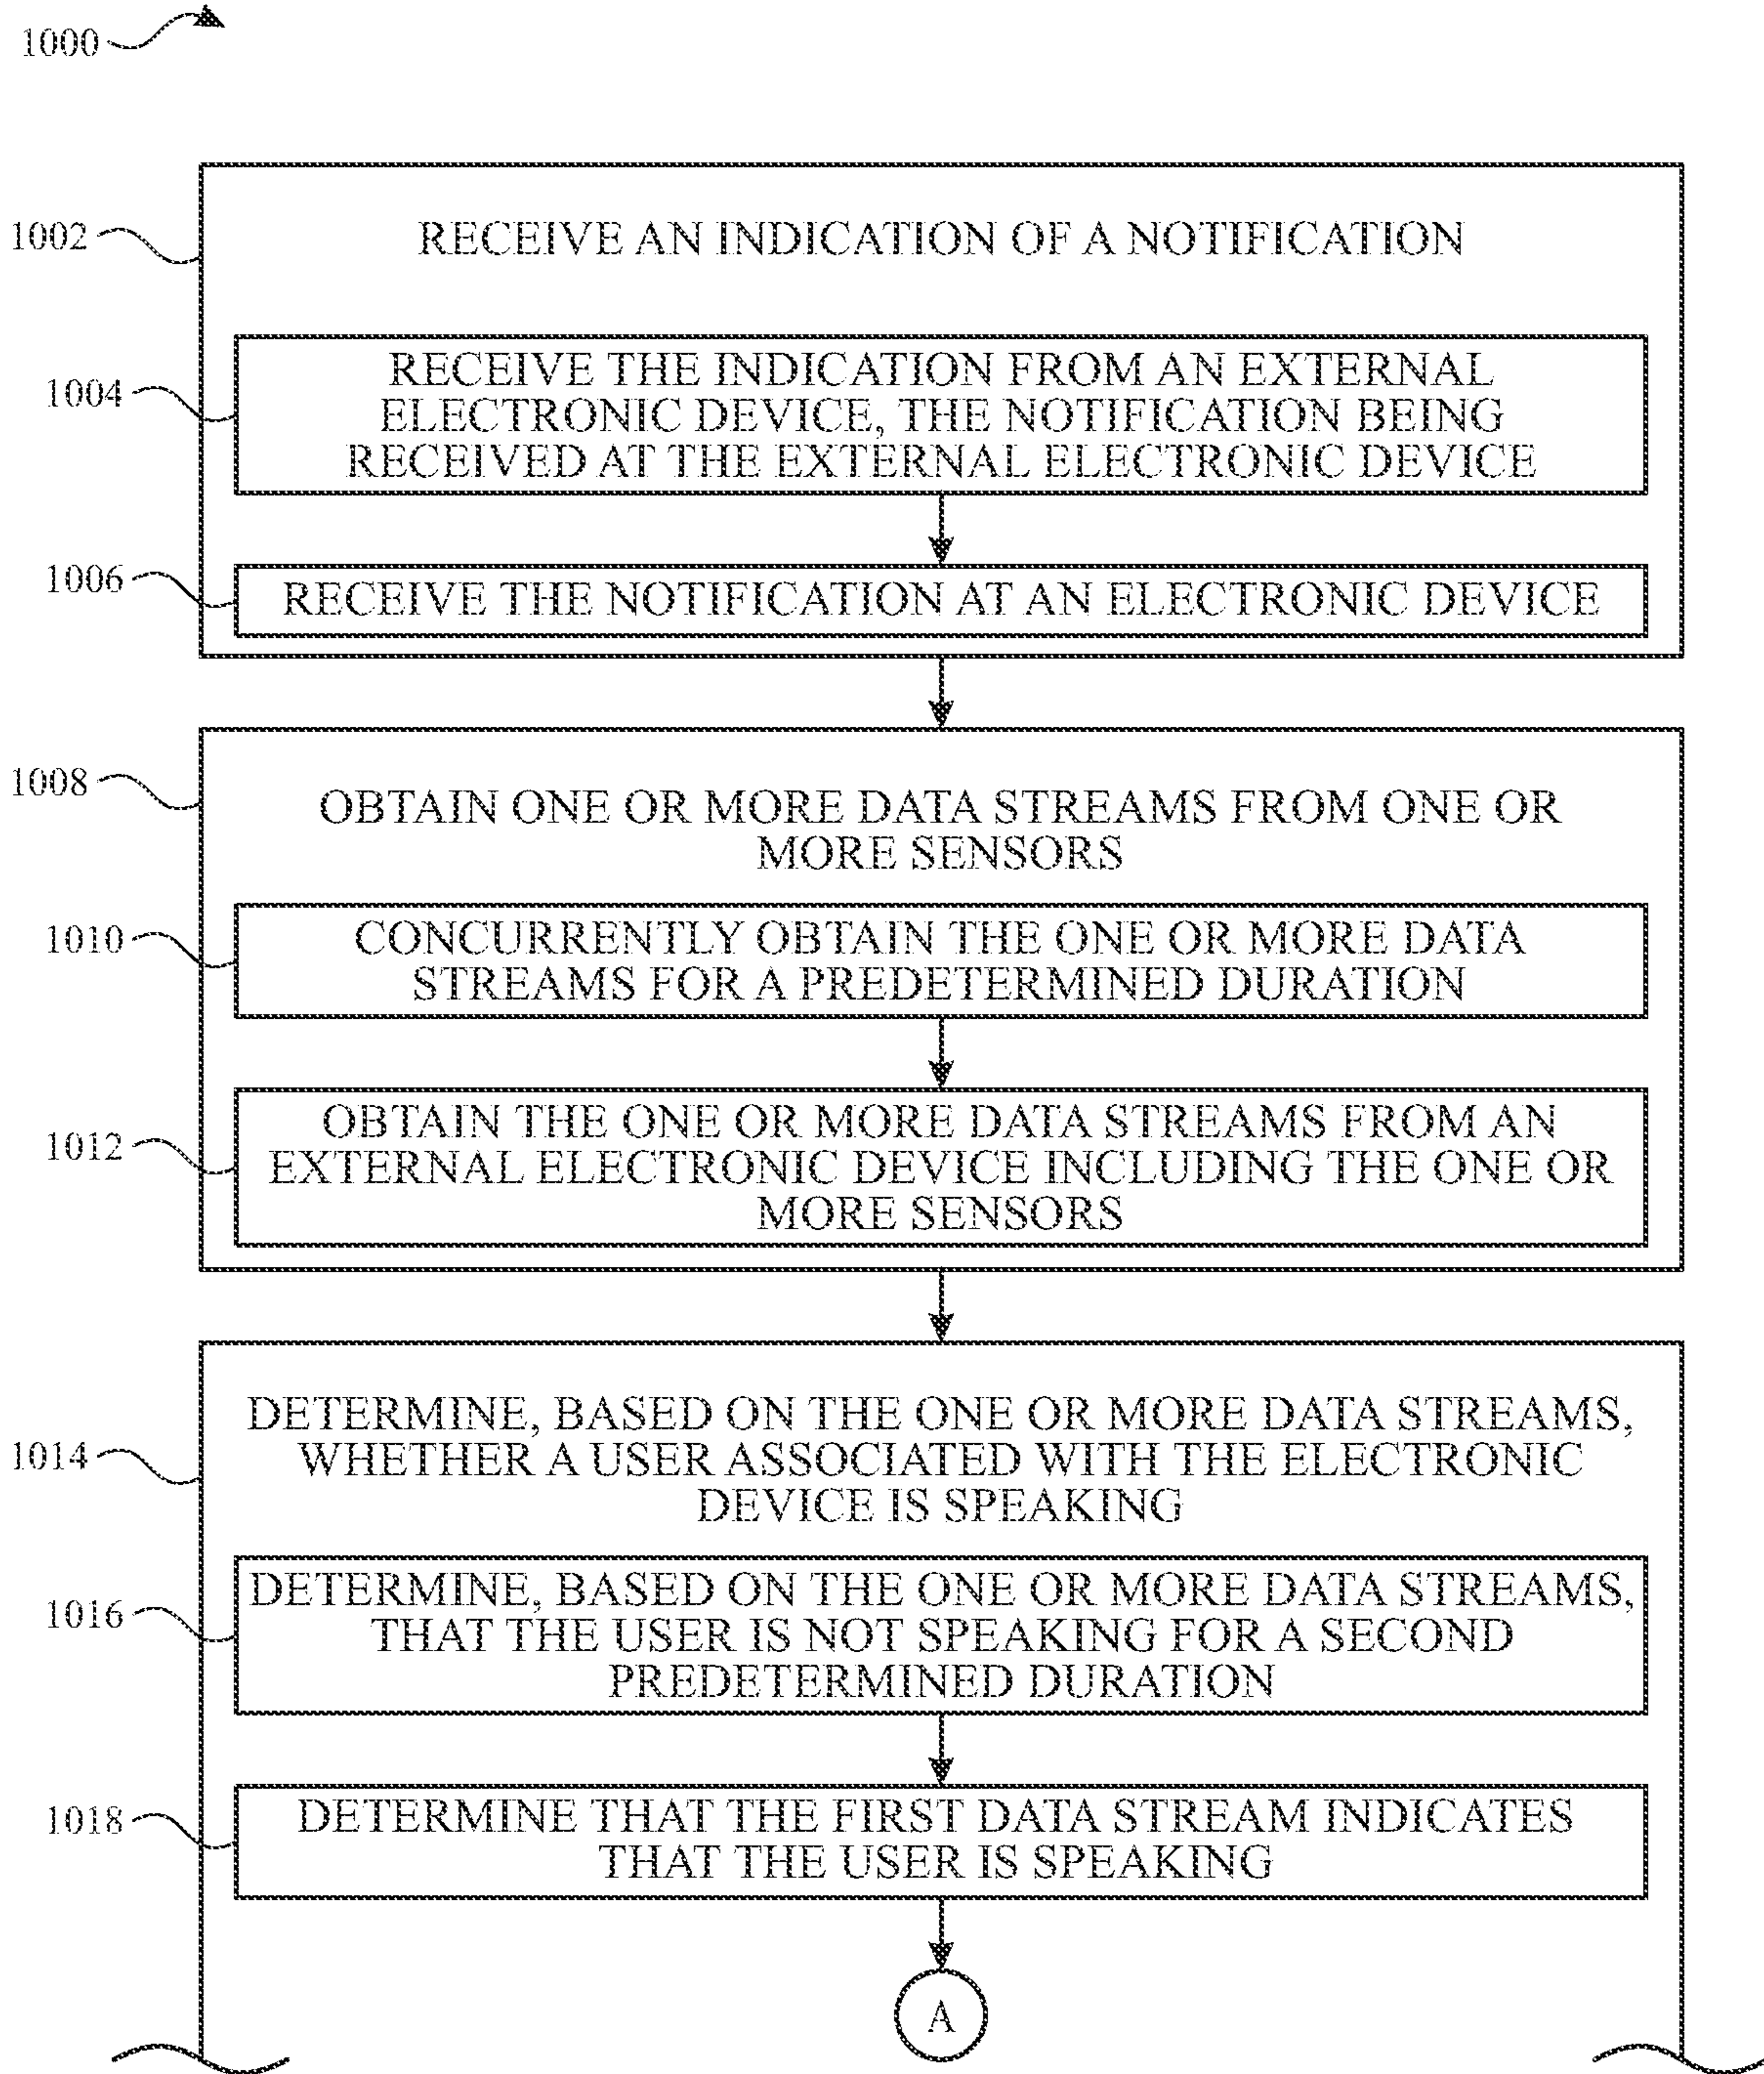 1000
1002
RECEIVE AN INDICATION OF A NOTIFICATION
1004
RECEIVE THE INDICATION FROM AN EXTERNAL
ELECTRONIC DEVICE, THE NOTIFICATION BEING
RECEIVED AT THE EXTERNAL ELECTRONIC DEVICE
1006
RECEIVE THE NOTIFICATION AT AN ELECTRONIC DEVICE
1008
OBTAIN ONE OR MORE DATA STREAMS FROM ONE OR
MORE SENSORS
1010
CONCURRENTLY OBTAIN THE ONE OR MORE DATA
STREAMS FOR A PREDETERMINED DURATION
1012
OBTAIN THE ONE OR MORE DATA STREAMS FROM AN
EXTERNAL ELECTRONIC DEVICE INCLUDING THE ONE OR
MORE SENSORS
1014
DETERMINE, BASED ON THE ONE OR MORE DATA STREAMS,
WHETHER A USER ASSOCIATED WITH THE ELECTRONIC
DEVICE IS SPEAKING
1016
DETERMINE, BASED ON THE ONE OR MORE DATA STREAMS,
THAT THE USER IS NOT SPEAKING FOR A SECOND
PREDETERMINED DURATION
1018
DETERMINE THAT THE FIRST DATA STREAM INDICATES
THAT THE USER IS SPEAKING
A